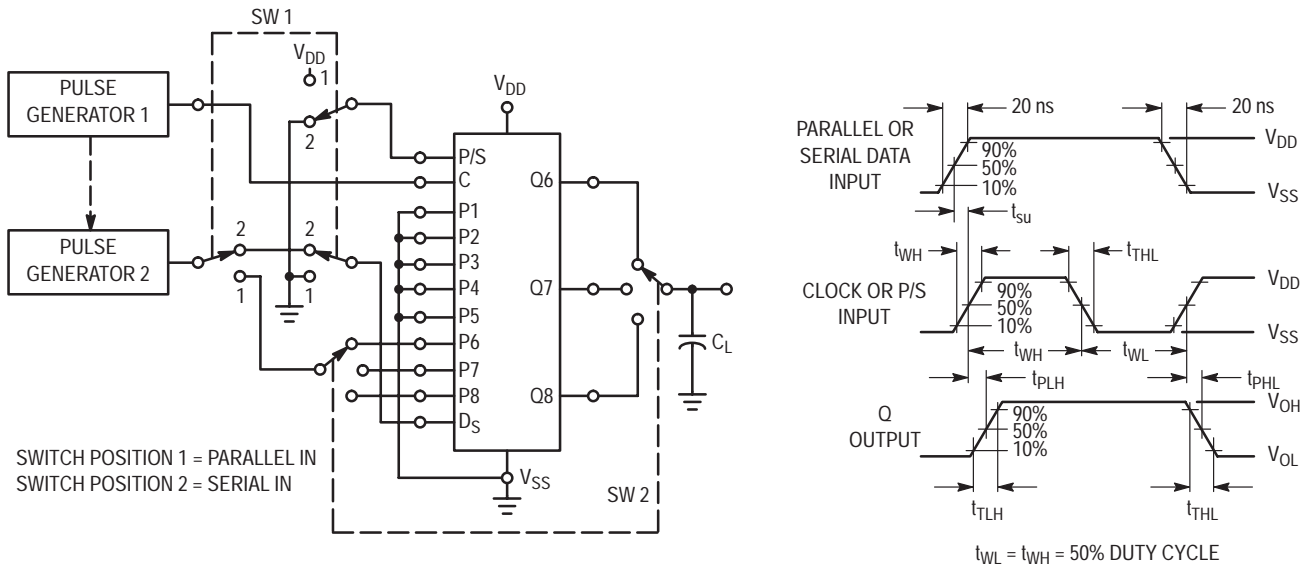 SW 1
V_DD
1
PULSE
GENERATOR 1
2
V_DD
P/S
C
P1
P2
P3
P4
P5
P6
P7
P8
D_S
Q6
Q7
Q8
PULSE
GENERATOR 2
2
2
1
1
C_L
V_SS
SW 2
SWITCH POSITION 1 = PARALLEL IN
SWITCH POSITION 2 = SERIAL IN
20 ns
20 ns
PARALLEL OR
SERIAL DATA
INPUT
90%
50%
10%
V_DD
V_SS
t_su
t_WH
t_THL
CLOCK OR P/S
INPUT
90%
50%
10%
V_DD
V_SS
t_WH
t_WL
t_PLH
t_PHL
Q
OUTPUT
90%
50%
10%
V_OH
V_OL
t_TLH
t_THL
t_WL = t_WH = 50% DUTY CYCLE